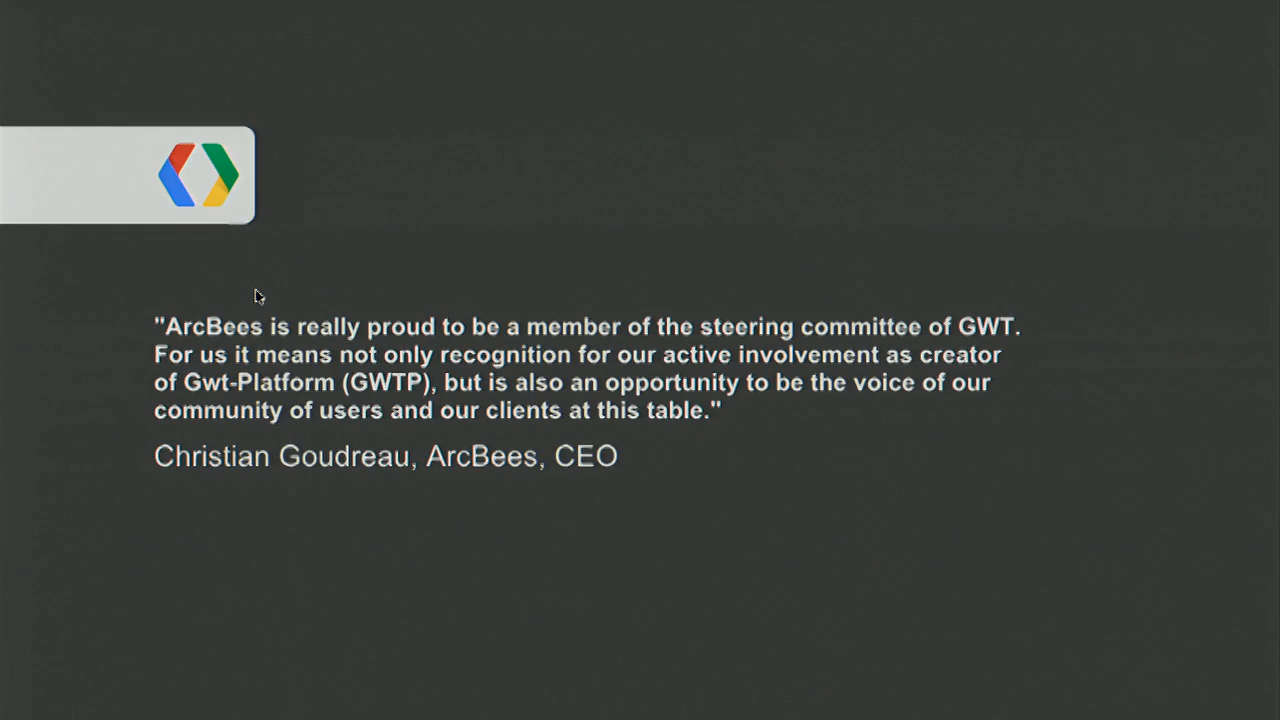 "ArcBees is really proud to be a member of the steering committee of GWT.
For us it means not only recognition for our active involvement as creator
of Gwt-Platform (GWTP), but is also an opportunity to be the voice of our
community of users and our clients at this table."
Christian Goudreau, ArcBees, CEO